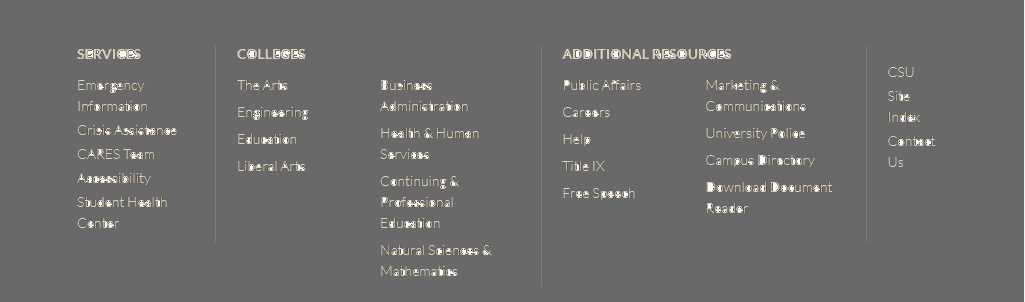 SERVICES
Emergency
Information
Crisis Assistance
CARES Team
Accessibility
Student Health
Center
COLLEGES
The Arts
Engineering
Education
Liberal Arts
Business
Administration
Health & Human
Services
Continuing &
Professional
Education
Natural Sciences &
Mathematics
ADDITIONAL RESOURCES
Public Affairs
Careers
Help
Title IX
Free Speech
Marketing &
Communications
University Police
Campus Directory
Download Document
Reader
CSU
Site
Index
Contact
Us